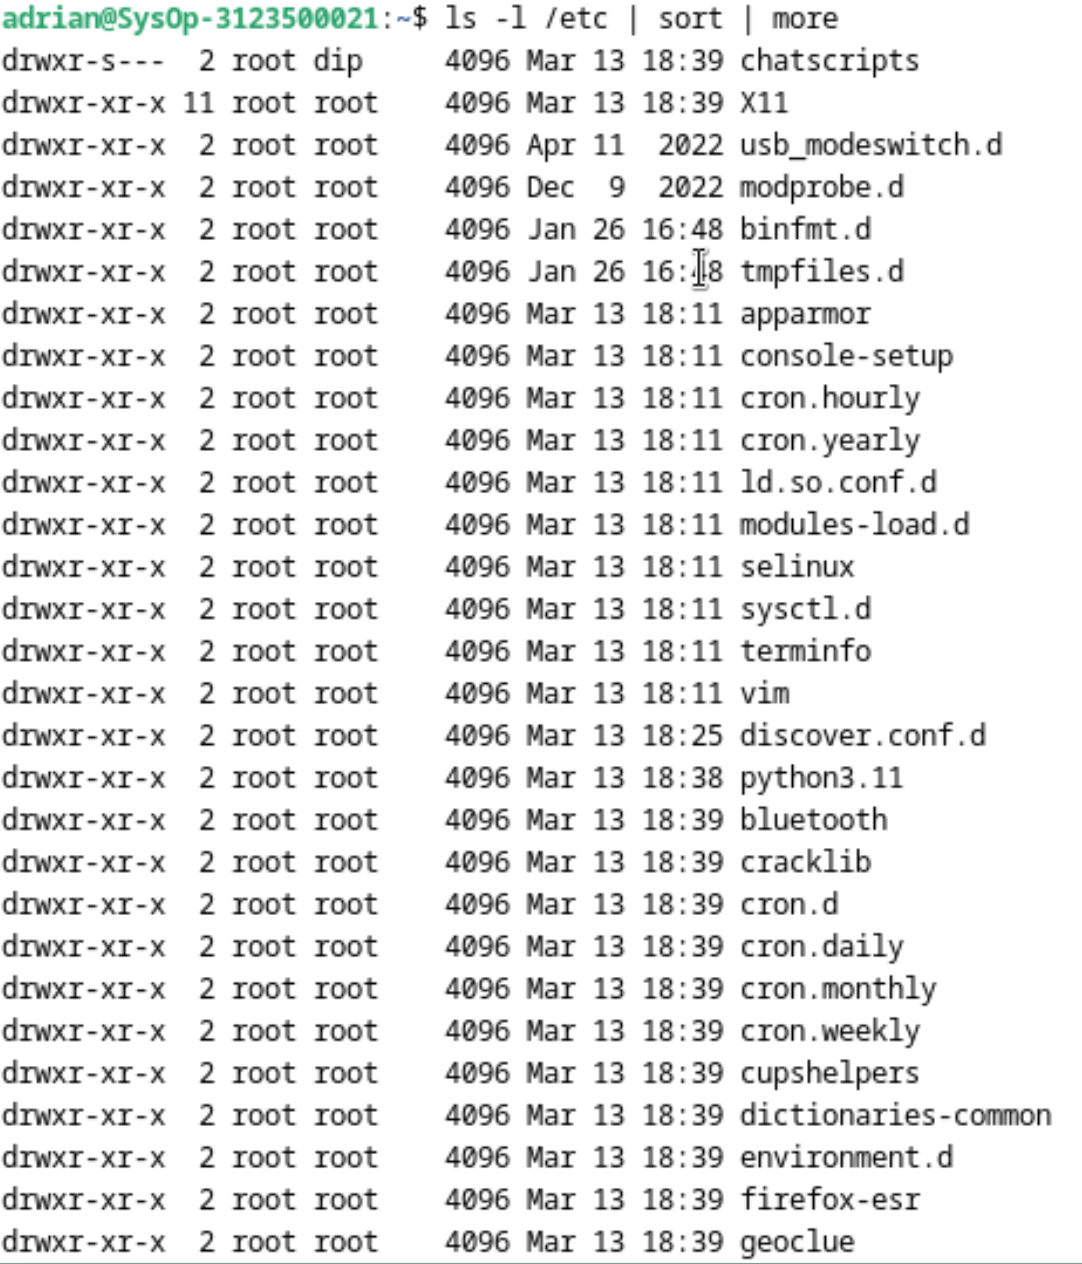 adrian@SysOp-3123500021:~$ ls -l /etc | sort | more
drwxr-s---  2 root dip     4096 Mar 13 18:39 chatscripts
drwxr-xr-x 11 root root    4096 Mar 13 18:39 X11
drwxr-xr-x  2 root root    4096 Apr 11  2022 usb_modeswitch.d
drwxr-xr-x  2 root root    4096 Dec  9  2022 modprobe.d
drwxr-xr-x  2 root root    4096 Jan 26 16:48 binfmt.d
drwxr-xr-x  2 root root    4096 Jan 26 16:48 tmpfiles.d
drwxr-xr-x  2 root root    4096 Mar 13 18:11 apparmor
drwxr-xr-x  2 root root    4096 Mar 13 18:11 console-setup
drwxr-xr-x  2 root root    4096 Mar 13 18:11 cron.hourly
drwxr-xr-x  2 root root    4096 Mar 13 18:11 cron.yearly
drwxr-xr-x  2 root root    4096 Mar 13 18:11 ld.so.conf.d
drwxr-xr-x  2 root root    4096 Mar 13 18:11 modules-load.d
drwxr-xr-x  2 root root    4096 Mar 13 18:11 selinux
drwxr-xr-x  2 root root    4096 Mar 13 18:11 sysctl.d
drwxr-xr-x  2 root root    4096 Mar 13 18:11 terminfo
drwxr-xr-x  2 root root    4096 Mar 13 18:11 vim
drwxr-xr-x  2 root root    4096 Mar 13 18:25 discover.conf.d
drwxr-xr-x  2 root root    4096 Mar 13 18:38 python3.11
drwxr-xr-x  2 root root    4096 Mar 13 18:39 bluetooth
drwxr-xr-x  2 root root    4096 Mar 13 18:39 cracklib
drwxr-xr-x  2 root root    4096 Mar 13 18:39 cron.d
drwxr-xr-x  2 root root    4096 Mar 13 18:39 cron.daily
drwxr-xr-x  2 root root    4096 Mar 13 18:39 cron.monthly
drwxr-xr-x  2 root root    4096 Mar 13 18:39 cron.weekly
drwxr-xr-x  2 root root    4096 Mar 13 18:39 cupshelpers
drwxr-xr-x  2 root root    4096 Mar 13 18:39 dictionaries-common
drwxr-xr-x  2 root root    4096 Mar 13 18:39 environment.d
drwxr-xr-x  2 root root    4096 Mar 13 18:39 firefox-esr
drwxr-xr-x  2 root root    4096 Mar 13 18:39 geoclue